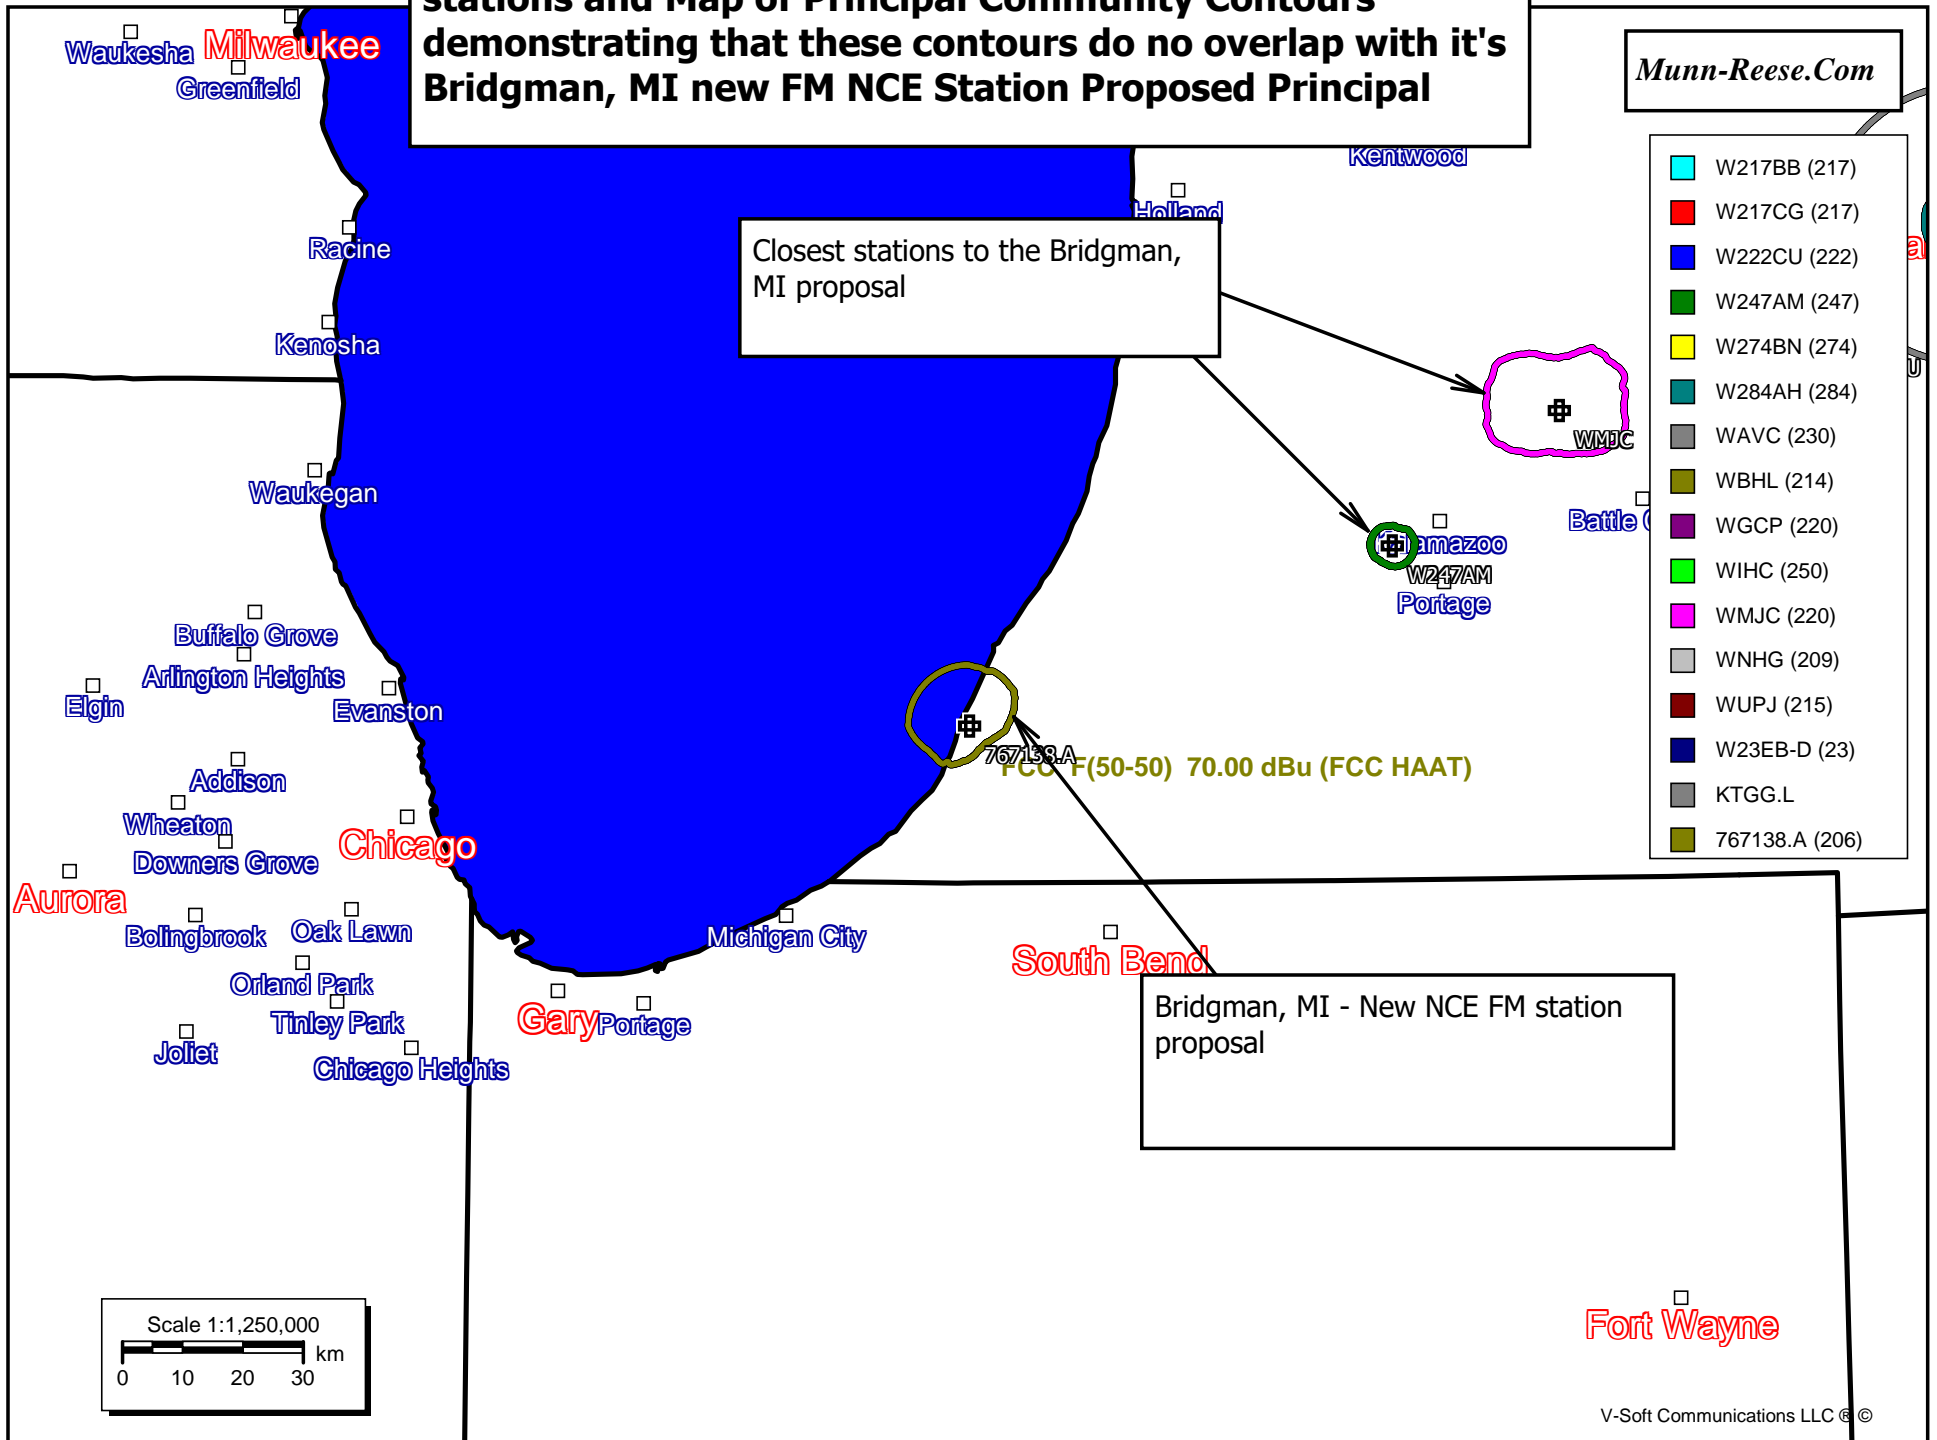 stations and Map of Principal Community Contours
demonstrating that these contours do no overlap with it's
Bridgman, MI new FM NCE Station Proposed Principal
Munn-Reese.Com
Waukesha
Milwaukee
Greenfield
Kentwood
Holland
Racine
Closest stations to the Bridgman,
MI proposal
Kenosha
WMJC
Waukegan
Battle
W247AM
Portage
Buffalo Grove
Arlington Heights
Elgin
Evanston
767138.A
FCC F(50-50) 70.00 dBu (FCC HAAT)
Addison
Wheaton
Chicago
Downers Grove
Aurora
Bolingbrook
Oak Lawn
Michigan City
South Bend
Orland Park
Gary
Portage
Tinley Park
Joliet
Chicago Heights
Bridgman, MI - New NCE FM station
proposal
Fort Wayne
W217BB (217)
W217CG (217)
W222CU (222)
W247AM (247)
W274BN (274)
W284AH (284)
WAVC (230)
WBHL (214)
WGCP (220)
WIHC (250)
WMJC (220)
WNHG (209)
WUPJ (215)
W23EB-D (23)
KTGG.L
767138.A (206)
Scale 1:1,250,000
km
0 10 20 30
V-Soft Communications LLC ® ©